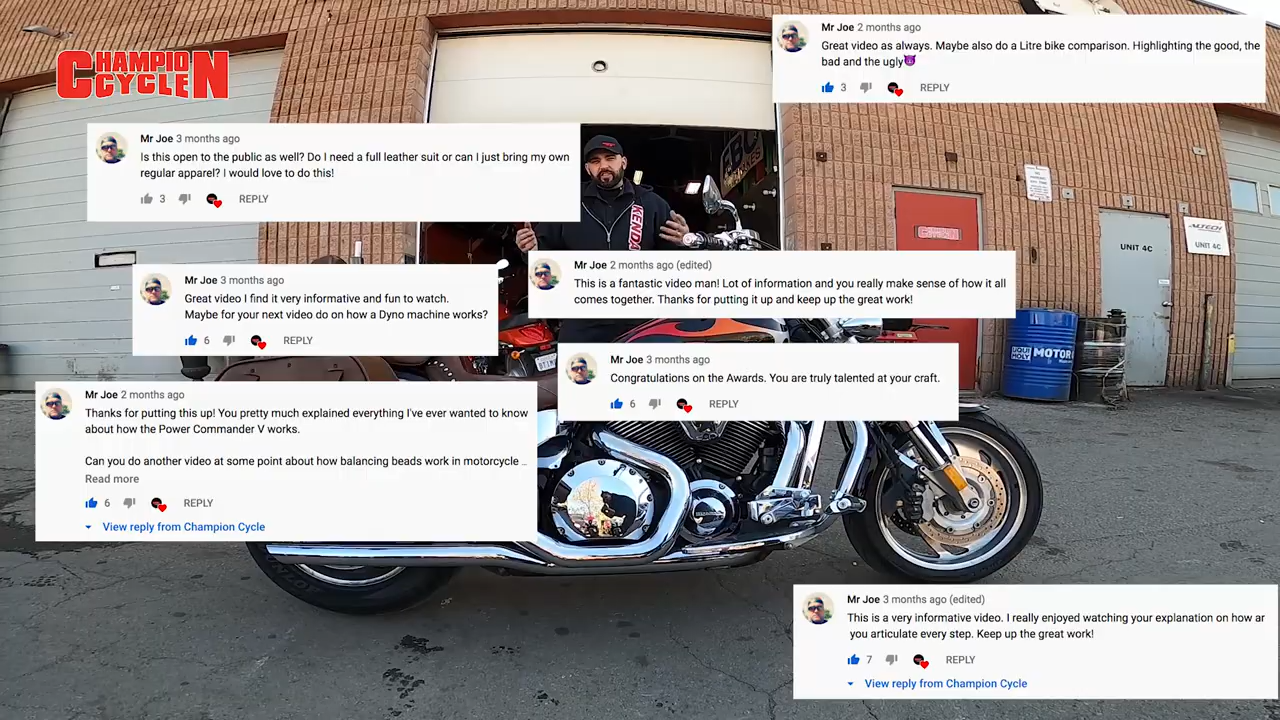 CHAMPION
CYCLE
Mr Joe 2 months ago
Great video as always. Maybe also do a Litre bike comparison. Highlighting the good, the
bad and the ugly😈
3 REPLY
Mr Joe 3 months ago
Is this open to the public as well? Do I need a full leather suit or can I just bring my own
regular apparel? I would love to do this!
3 REPLY
KENDA
EBC
UNIT 4C
UNIT 4C
Mr Joe 3 months ago
Great video I find it very informative and fun to watch.
Maybe for your next video do on how a Dyno machine works?
6 REPLY
Mr Joe 2 months ago (edited)
This is a fantastic video man! Lot of information and you really make sense of how it all
comes together. Thanks for putting it up and keep up the great work!
LIQUI
MOLY
MOTOR
Mr Joe 3 months ago
Congratulations on the Awards. You are truly talented at your craft.
6 REPLY
Mr Joe 2 months ago
Thanks for putting this up! You pretty much explained everything I've ever wanted to know
about how the Power Commander V works.
Can you do another video at some point about how balancing beads work in motorcycle ...
Read more
6 REPLY
View reply from Champion Cycle
Mr Joe 3 months ago (edited)
This is a very informative video. I really enjoyed watching your explanation on how ar
you articulate every step. Keep up the great work!
7 REPLY
View reply from Champion Cycle